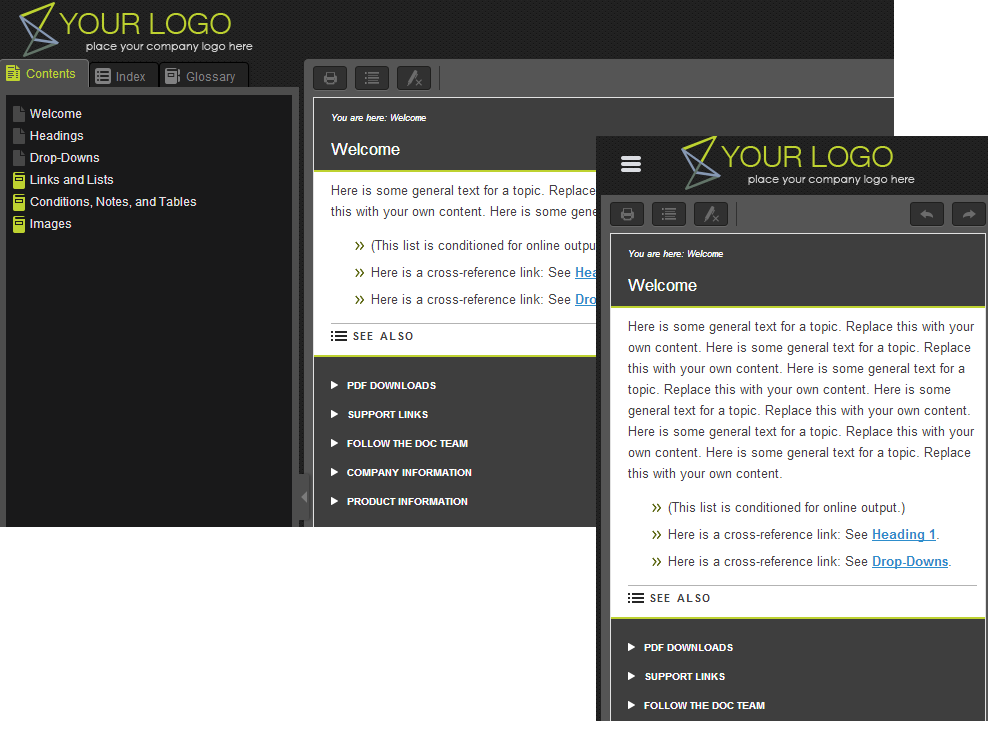 YOUR LOGO
place your company logo here
Contents
Index
Glossary
Welcome
Headings
Drop-Downs
Links and Lists
Conditions, Notes, and Tables
Images
You are here: Welcome
Welcome
Here is some general text for a topic. Replace
this with your own content. Here is some gene
(This list is conditioned for online outpu
Here is a cross-reference link: See Hea
Here is a cross-reference link: See Dro
SEE ALSO
PDF DOWNLOADS
SUPPORT LINKS
FOLLOW THE DOC TEAM
COMPANY INFORMATION
PRODUCT INFORMATION
YOUR LOGO
place your company logo here
You are here: Welcome
Welcome
Here is some general text for a topic. Replace this with your
own content. Here is some general text for a topic. Replace
this with your own content. Here is some general text for a
topic. Replace this with your own content. Here is some
general text for a topic. Replace this with your own content.
Here is some general text for a topic. Replace this with your
own content. Here is some general text for a topic. Replace
this with your own content.
(This list is conditioned for online output.)
Here is a cross-reference link: See Heading 1.
Here is a cross-reference link: See Drop-Downs.
SEE ALSO
PDF DOWNLOADS
SUPPORT LINKS
FOLLOW THE DOC TEAM